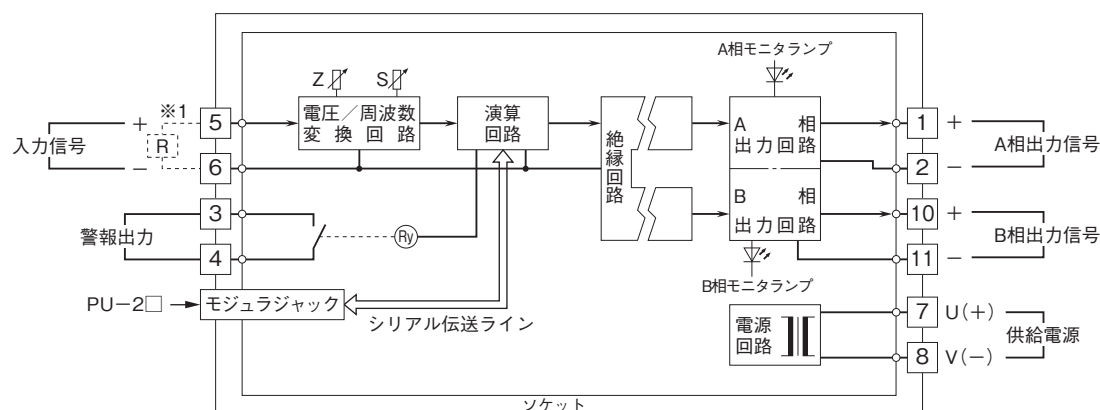 A相モニタランプ
Z
S
※1
5
電圧／周波数
変換回路
演算
回路
絶縁回路
A 相
出力回路
1
+
+
入力信号
R
A相出力信号
−
6
2
−
B 相
出力回路
3
10
+
警報出力
Ry
B相出力信号
4
11
−
B相モニタランプ
PU−2□
モジュラジャック
シリアル伝送ライン
電源
回路
7
U(+)
供給電源
8
V(−)
ソケット